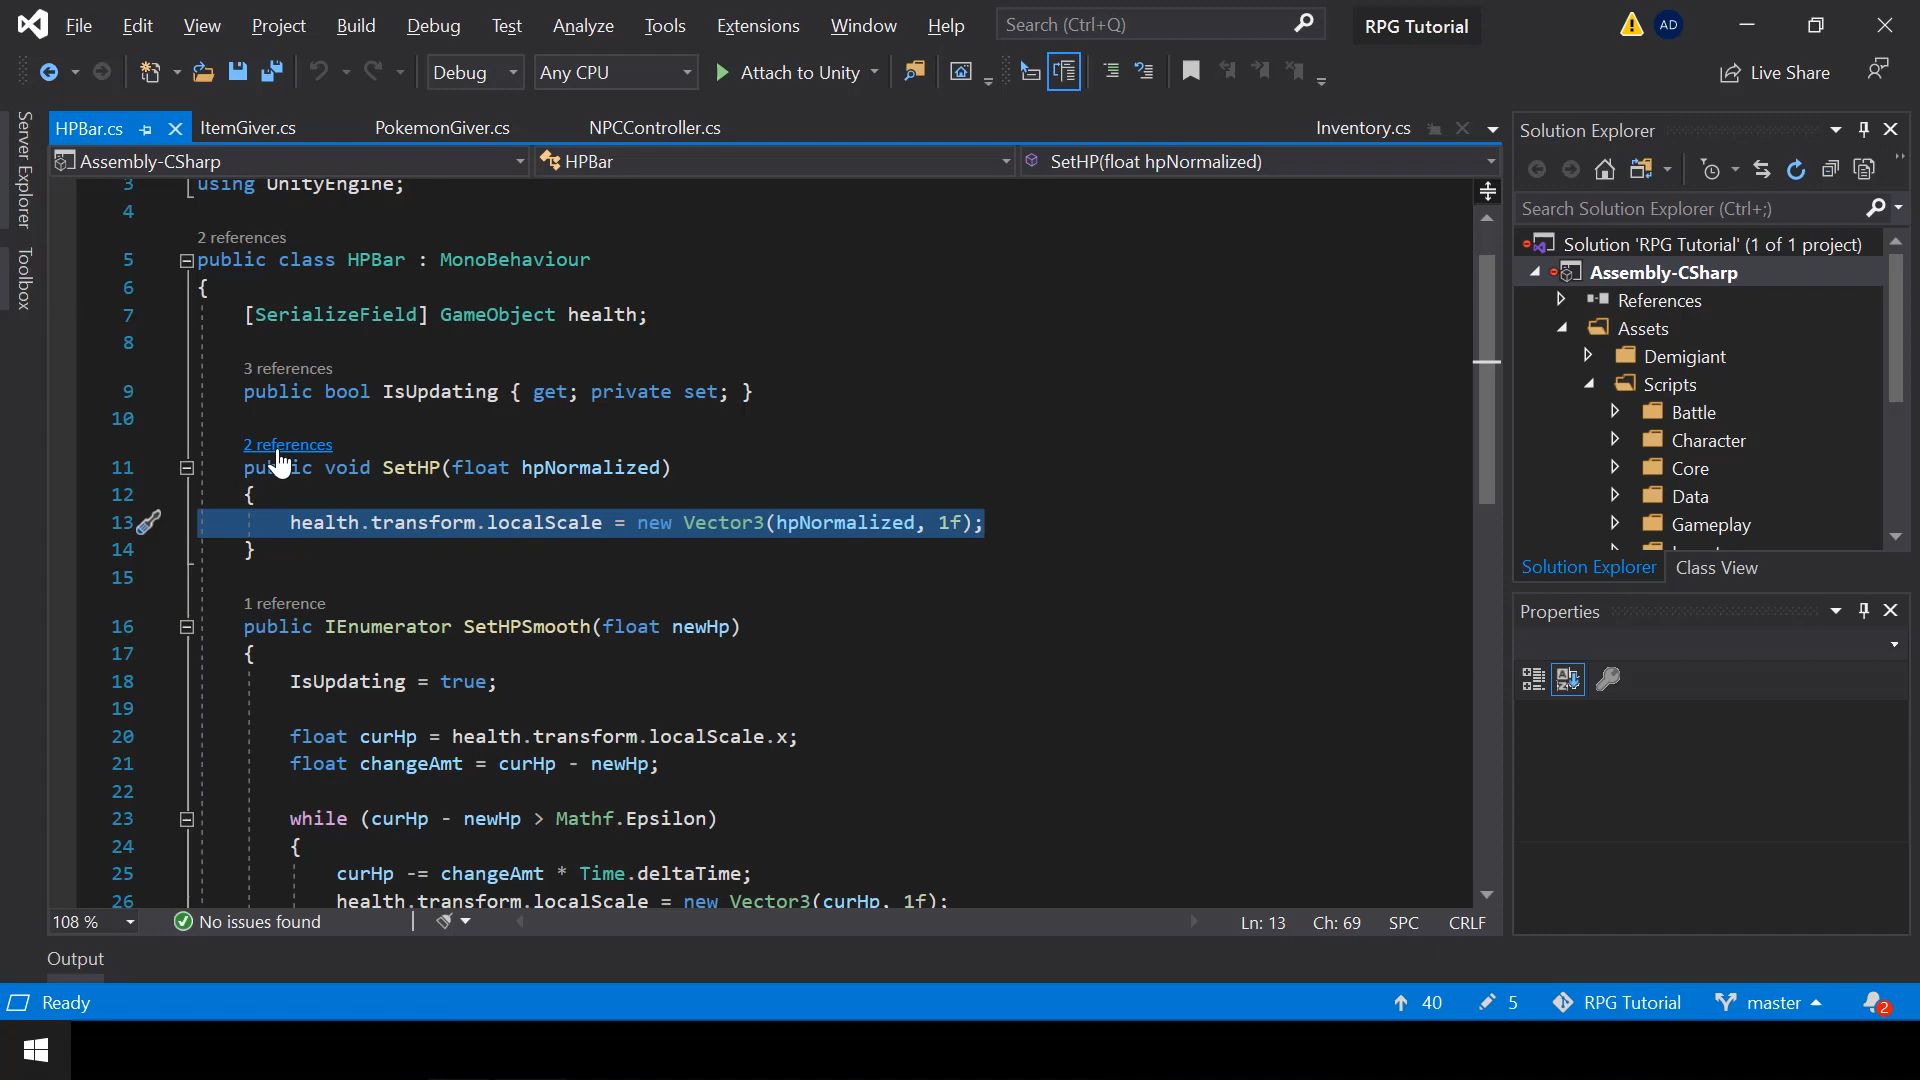 File Edit View Project Build Debug Test Analyze Tools Extensions Window Help Search (Ctrl+Q) RPG Tutorial AD
Debug Any CPU Attach to Unity Live Share
Server Explorer
Toolbox
HPBar.cs ItemGiver.cs PokemonGiver.cs NPCController.cs Inventory.cs
Assembly-CSharp HPBar SetHP(float hpNormalized)
3 using UnityEngine;
4
2 references
5 public class HPBar : MonoBehaviour
6 {
7 [SerializeField] GameObject health;
8
3 references
9 public bool IsUpdating { get; private set; }
10
2 references
11 public void SetHP(float hpNormalized)
12 {
13 health.transform.localScale = new Vector3(hpNormalized, 1f);
14 }
15
1 reference
16 public IEnumerator SetHPSmooth(float newHp)
17 {
18 IsUpdating = true;
19
20 float curHp = health.transform.localScale.x;
21 float changeAmt = curHp - newHp;
22
23 while (curHp - newHp > Mathf.Epsilon)
24 {
25 curHp -= changeAmt * Time.deltaTime;
26 health.transform.localScale = new Vector3(curHp, 1f);
108 % No issues found Ln: 13 Ch: 69 SPC CRLF
Output
Solution Explorer
Search Solution Explorer (Ctrl+;)
Solution 'RPG Tutorial' (1 of 1 project)
Assembly-CSharp
References
Assets
Demigiant
Scripts
Battle
Character
Core
Data
Gameplay
Solution Explorer Class View
Properties
Ready 40 5 RPG Tutorial master 2